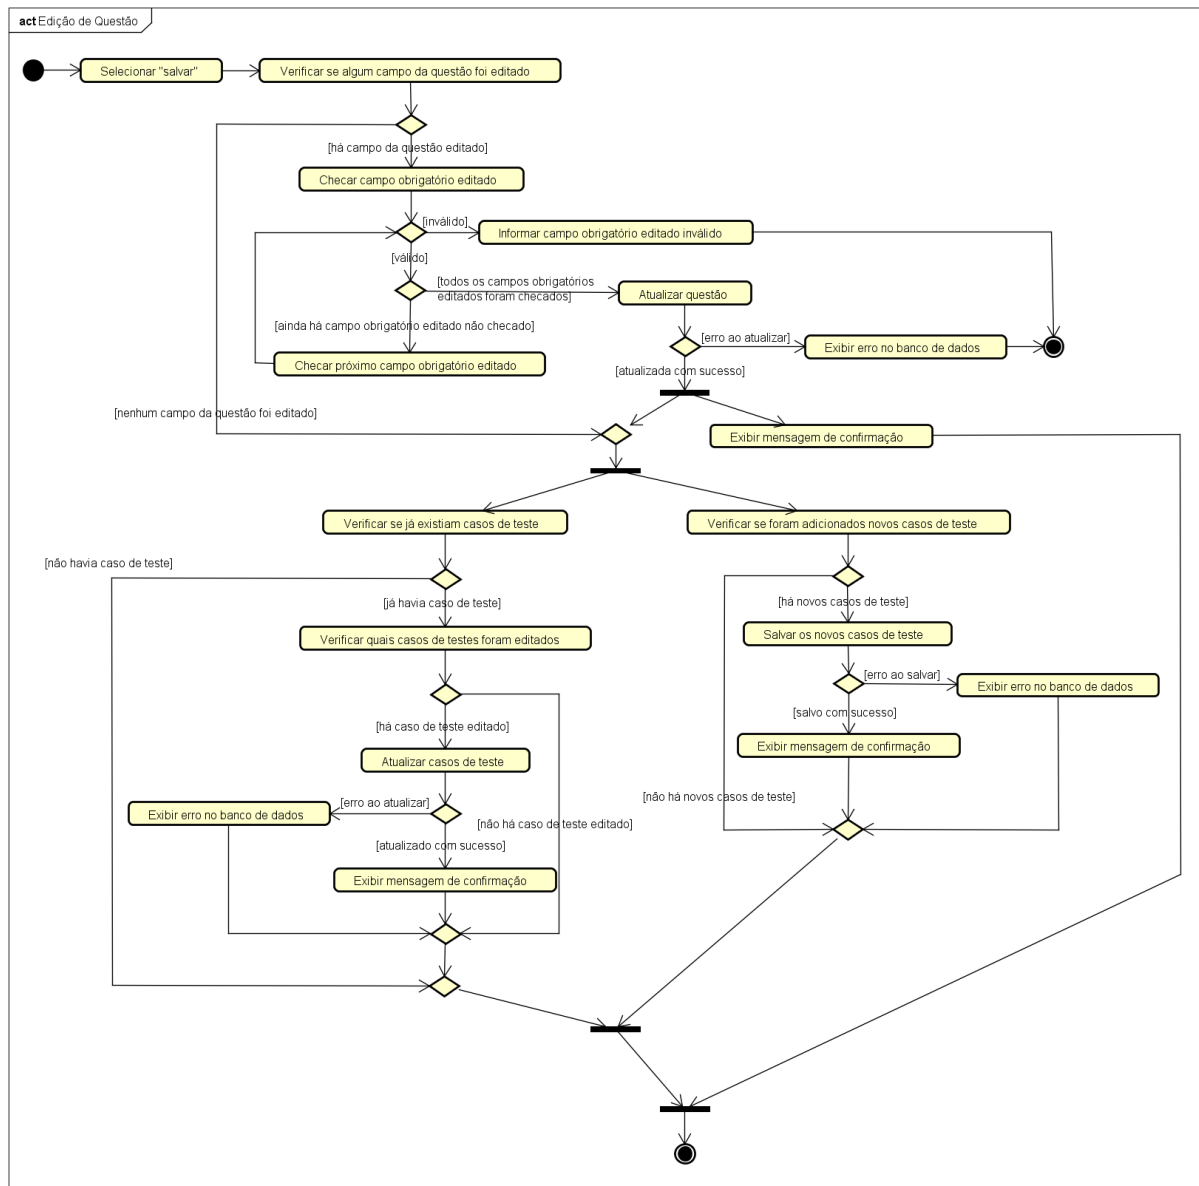 act Edição de Questão
Selecionar "salvar"
Verificar se algum campo da questão foi editado
[há campo da questão editado]
Checar campo obrigatório editado
[inválido]
Informar campo obrigatório editado inválido
[válido]
[todos os campos obrigatórios
editados foram checados]
Atualizar questão
[ainda há campo obrigatório editado não checado]
[erro ao atualizar]
Exibir erro no banco de dados
Checar próximo campo obrigatório editado
[atualizada com sucesso]
[nenhum campo da questão foi editado]
Exibir mensagem de confirmação
Verificar se já existiam casos de teste
Verificar se foram adicionados novos casos de teste
[não havia caso de teste]
[já havia caso de teste]
[há novos casos de teste]
Verificar quais casos de testes foram editados
Salvar os novos casos de teste
[erro ao salvar]
Exibir erro no banco de dados
[há caso de teste editado]
[salvo com sucesso]
Atualizar casos de teste
Exibir mensagem de confirmação
[erro ao atualizar]
[não há novos casos de teste]
Exibir erro no banco de dados
[não há caso de teste editado]
[atualizado com sucesso]
Exibir mensagem de confirmação